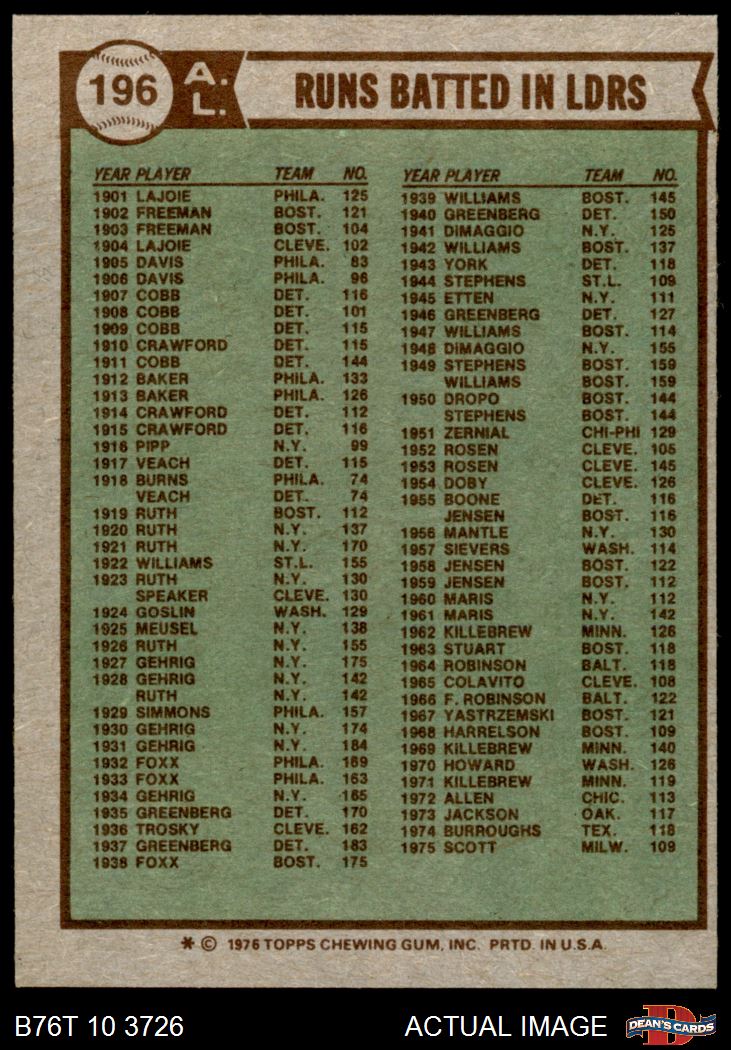 196
A.
L.
RUNS BATTED IN LDRS
YEAR PLAYER TEAM NO.
1901 LAJOIE PHILA. 125
1902 FREEMAN BOST. 121
1903 FREEMAN BOST. 104
1904 LAJOIE CLEVE. 102
1905 DAVIS PHILA. 83
1906 DAVIS PHILA. 96
1907 COBB DET. 116
1908 COBB DET. 101
1909 COBB DET. 115
1910 CRAWFORD DET. 115
1911 COBB DET. 144
1912 BAKER PHILA. 133
1913 BAKER PHILA. 126
1914 CRAWFORD DET. 112
1915 CRAWFORD DET. 116
1916 PIPP N.Y. 99
1917 VEACH DET. 115
1918 BURNS PHILA. 74
VEACH DET. 74
1919 RUTH BOST. 112
1920 RUTH N.Y. 137
1921 RUTH N.Y. 170
1922 WILLIAMS ST.L. 155
1923 RUTH N.Y. 130
SPEAKER CLEVE. 130
1924 GOSLIN WASH. 129
1925 MEUSEL N.Y. 138
1926 RUTH N.Y. 155
1927 GEHRIG N.Y. 175
1928 GEHRIG N.Y. 142
RUTH N.Y. 142
1929 SIMMONS PHILA. 157
1930 GEHRIG N.Y. 174
1931 GEHRIG N.Y. 184
1932 FOXX PHILA. 169
1933 FOXX PHILA. 163
1934 GEHRIG N.Y. 165
1935 GREENBERG DET. 170
1936 TROSKY CLEVE. 162
1937 GREENBERG DET. 183
1938 FOXX BOST. 175
YEAR PLAYER TEAM NO.
1939 WILLIAMS BOST. 145
1940 GREENBERG DET. 150
1941 DIMAGGIO N.Y. 125
1942 WILLIAMS BOST. 137
1943 YORK DET. 118
1944 STEPHENS ST.L. 109
1945 ETTEN N.Y. 111
1946 GREENBERG DET. 127
1947 WILLIAMS BOST. 114
1948 DIMAGGIO N.Y. 155
1949 STEPHENS BOST. 159
WILLIAMS BOST. 159
1950 DROPO BOST. 144
STEPHENS BOST. 144
1951 ZERNIAL CHI-PHI 129
1952 ROSEN CLEVE. 105
1953 ROSEN CLEVE. 145
1954 DOBY CLEVE. 126
1955 BOONE DET. 116
JENSEN BOST. 116
1956 MANTLE N.Y. 130
1957 SIEVERS WASH. 114
1958 JENSEN BOST. 122
1959 JENSEN BOST. 112
1960 MARIS N.Y. 112
1961 MARIS N.Y. 142
1962 KILLEBREW MINN. 126
1963 STUART BOST. 118
1964 ROBINSON BALT. 118
1965 COLAVITO CLEVE. 108
1966 F. ROBINSON BALT. 122
1967 YASTRZEMSKI BOST. 121
1968 HARRELSON BOST. 109
1969 KILLEBREW MINN. 140
1970 HOWARD WASH. 126
1971 KILLEBREW MINN. 119
1972 ALLEN CHIC. 113
1973 JACKSON OAK. 117
1974 BURROUGHS TEX. 118
1975 SCOTT MILW. 109
* © 1976 TOPPS CHEWING GUM, INC. PRTD. IN U.S.A.
B76T 10 3726
ACTUAL IMAGE
D
DEAN'S CARDS